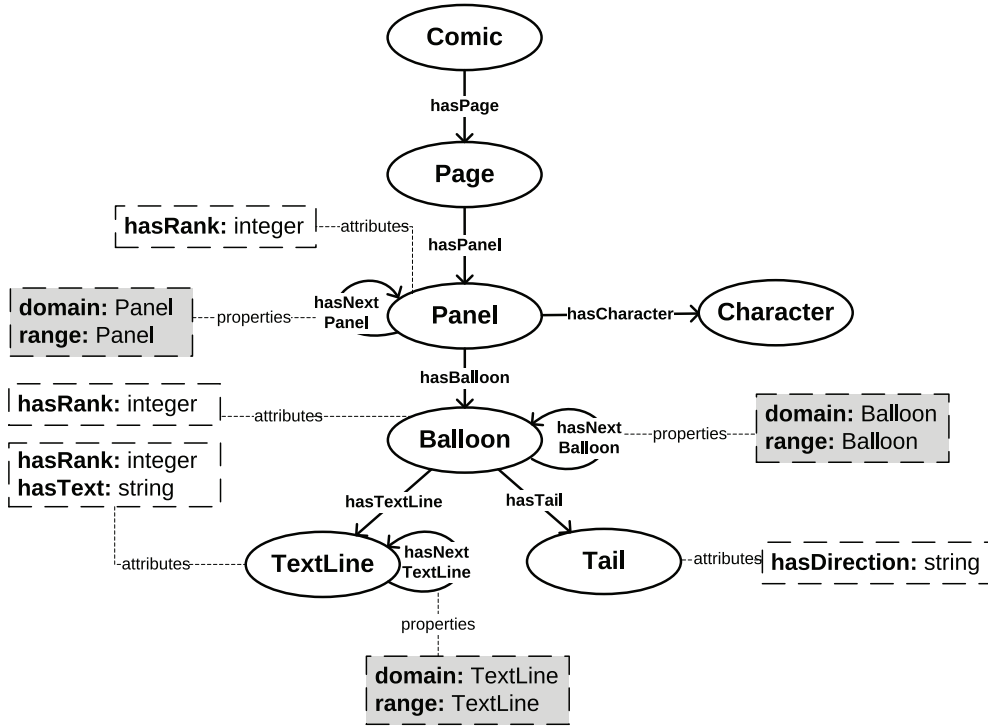 Comic
hasPage
Page
hasRank: integer
attributes
hasPanel
domain: Panel
range: Panel
properties
hasNext
Panel
Panel
hasCharacter
Character
hasBalloon
hasRank: integer
attributes
Balloon
hasNext
Balloon
properties
domain: Balloon
range: Balloon
hasRank: integer
hasText: string
hasTextLine
hasTail
attributes
TextLine
hasNext
TextLine
Tail
attributes
hasDirection: string
properties
domain: TextLine
range: TextLine